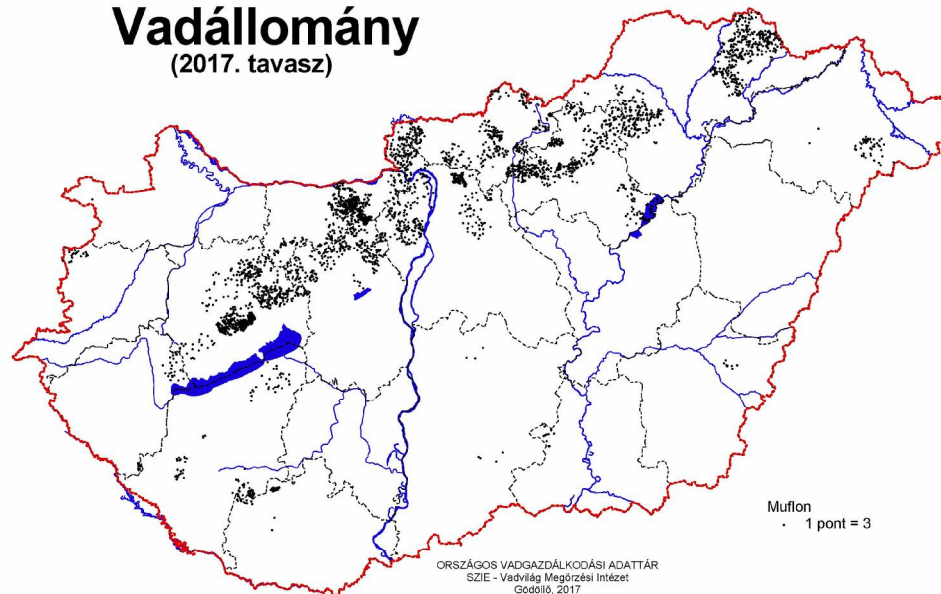 Vadállomány
(2017. tavasz)
Muflon
1 pont = 3
ORSZÁGOS VADGAZDÁLKODÁSI ADATTÁR
SZIE - Vadvilág Megőrzési Intézet
Gödöllő, 2017